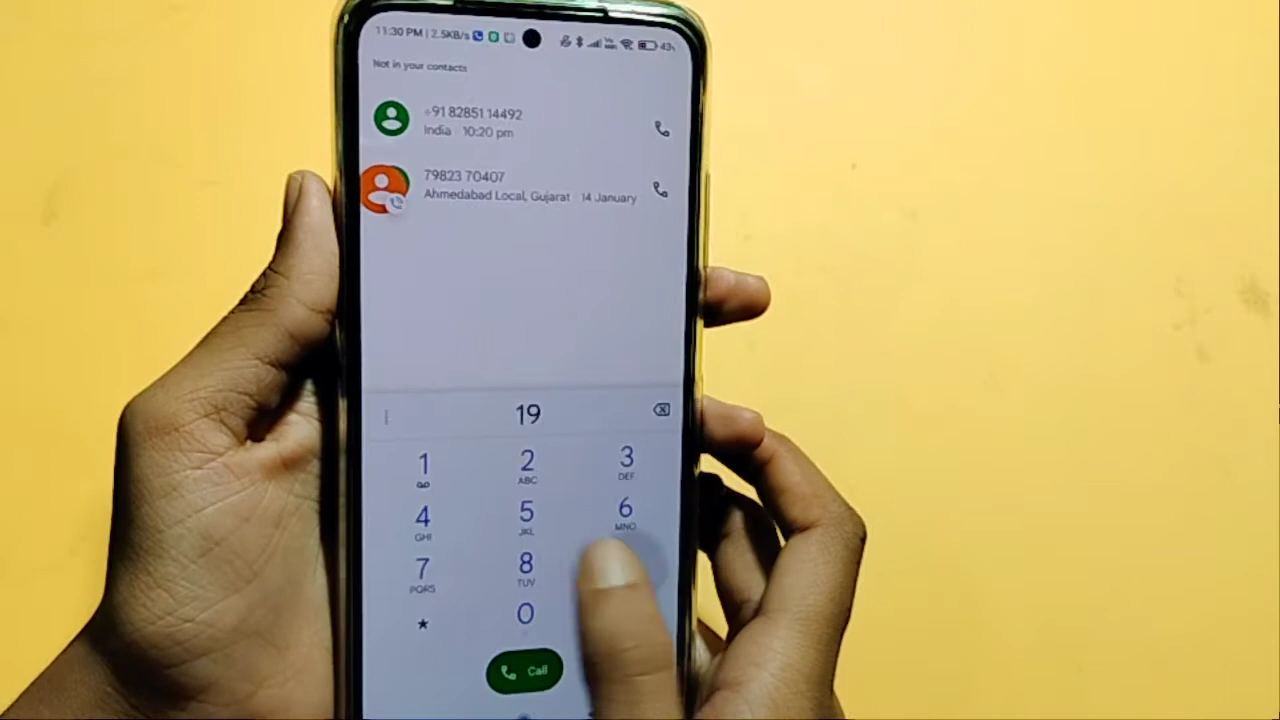 11:30 PM | 2.5KB/s 43%
Not in your contacts
+91 82851 14492
India · 10:20 pm
79823 70407
Ahmedabad Local, Gujarat · 14 January
19
1 2 ABC 3 DEF
4 GHI 5 JKL 6 MNO
7 PQRS 8 TUV
* 0
Call